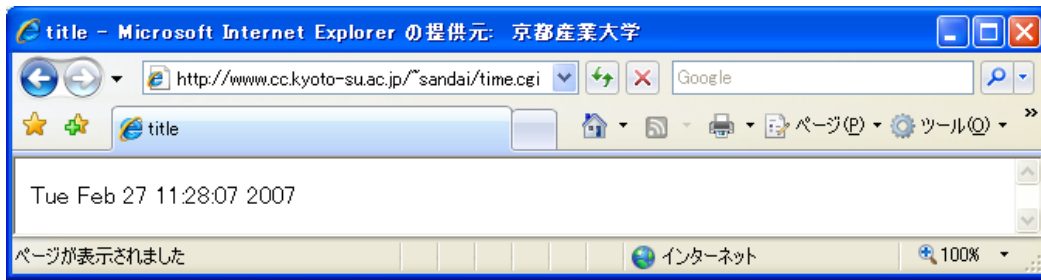 title - Microsoft Internet Explorer の提供元: 京都産業大学
http://www.cc.kyoto-su.ac.jp/~sandai/time.cgi Google
title ページ(P) ツール(O) »
Tue Feb 27 11:28:07 2007
ページが表示されました インターネット 100%